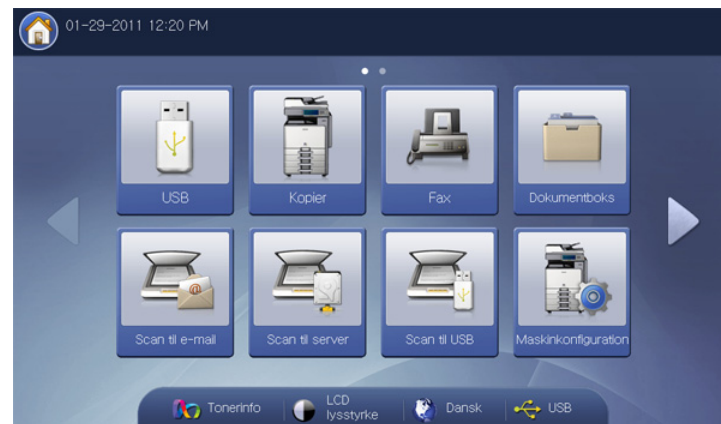 01-29-2011 12:20 PM
USB
Kopier
Fax
Dokumentboks
Scan til e-mail
Scan til server
Scan til USB
Maskinkonfiguration
Tonerinfo
LCD
lysstyrke
Dansk
USB